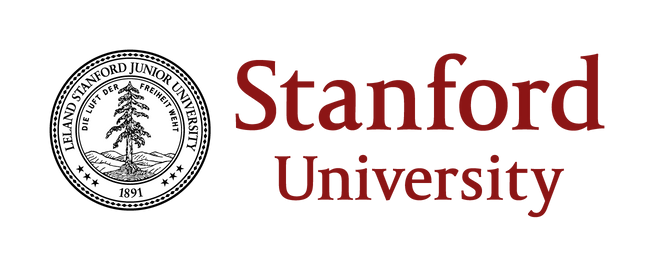 LELAND STANFORD JUNIOR UNIVERSITY
DIE LUFT DER FREIHEIT WEHT
1891
Stanford
University